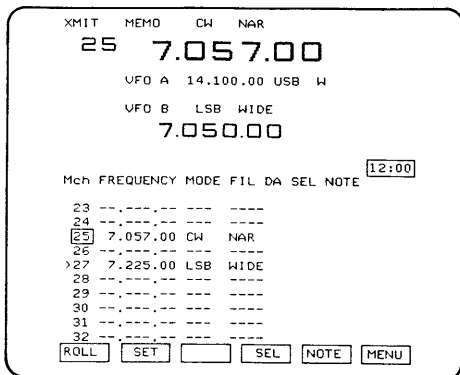 XMIT MEMO CW NAR
25 7.057.00
VFO A 14.100.00 USB W
VFO B LSB WIDE
7.050.00
12:00
Mch FREQUENCY MODE FIL DA SEL NOTE
23 --.---.-- --- ----
24 --.---.-- --- ----
25 7.057.00 CW NAR
26 --.---.-- --- ----
>27 7.225.00 LSB WIDE
28 --.---.-- --- ----
29 --.---.-- --- ----
30 --.---.-- --- ----
31 --.---.-- --- ----
32 --.---.-- --- ----
ROLL SET SEL NOTE MENU